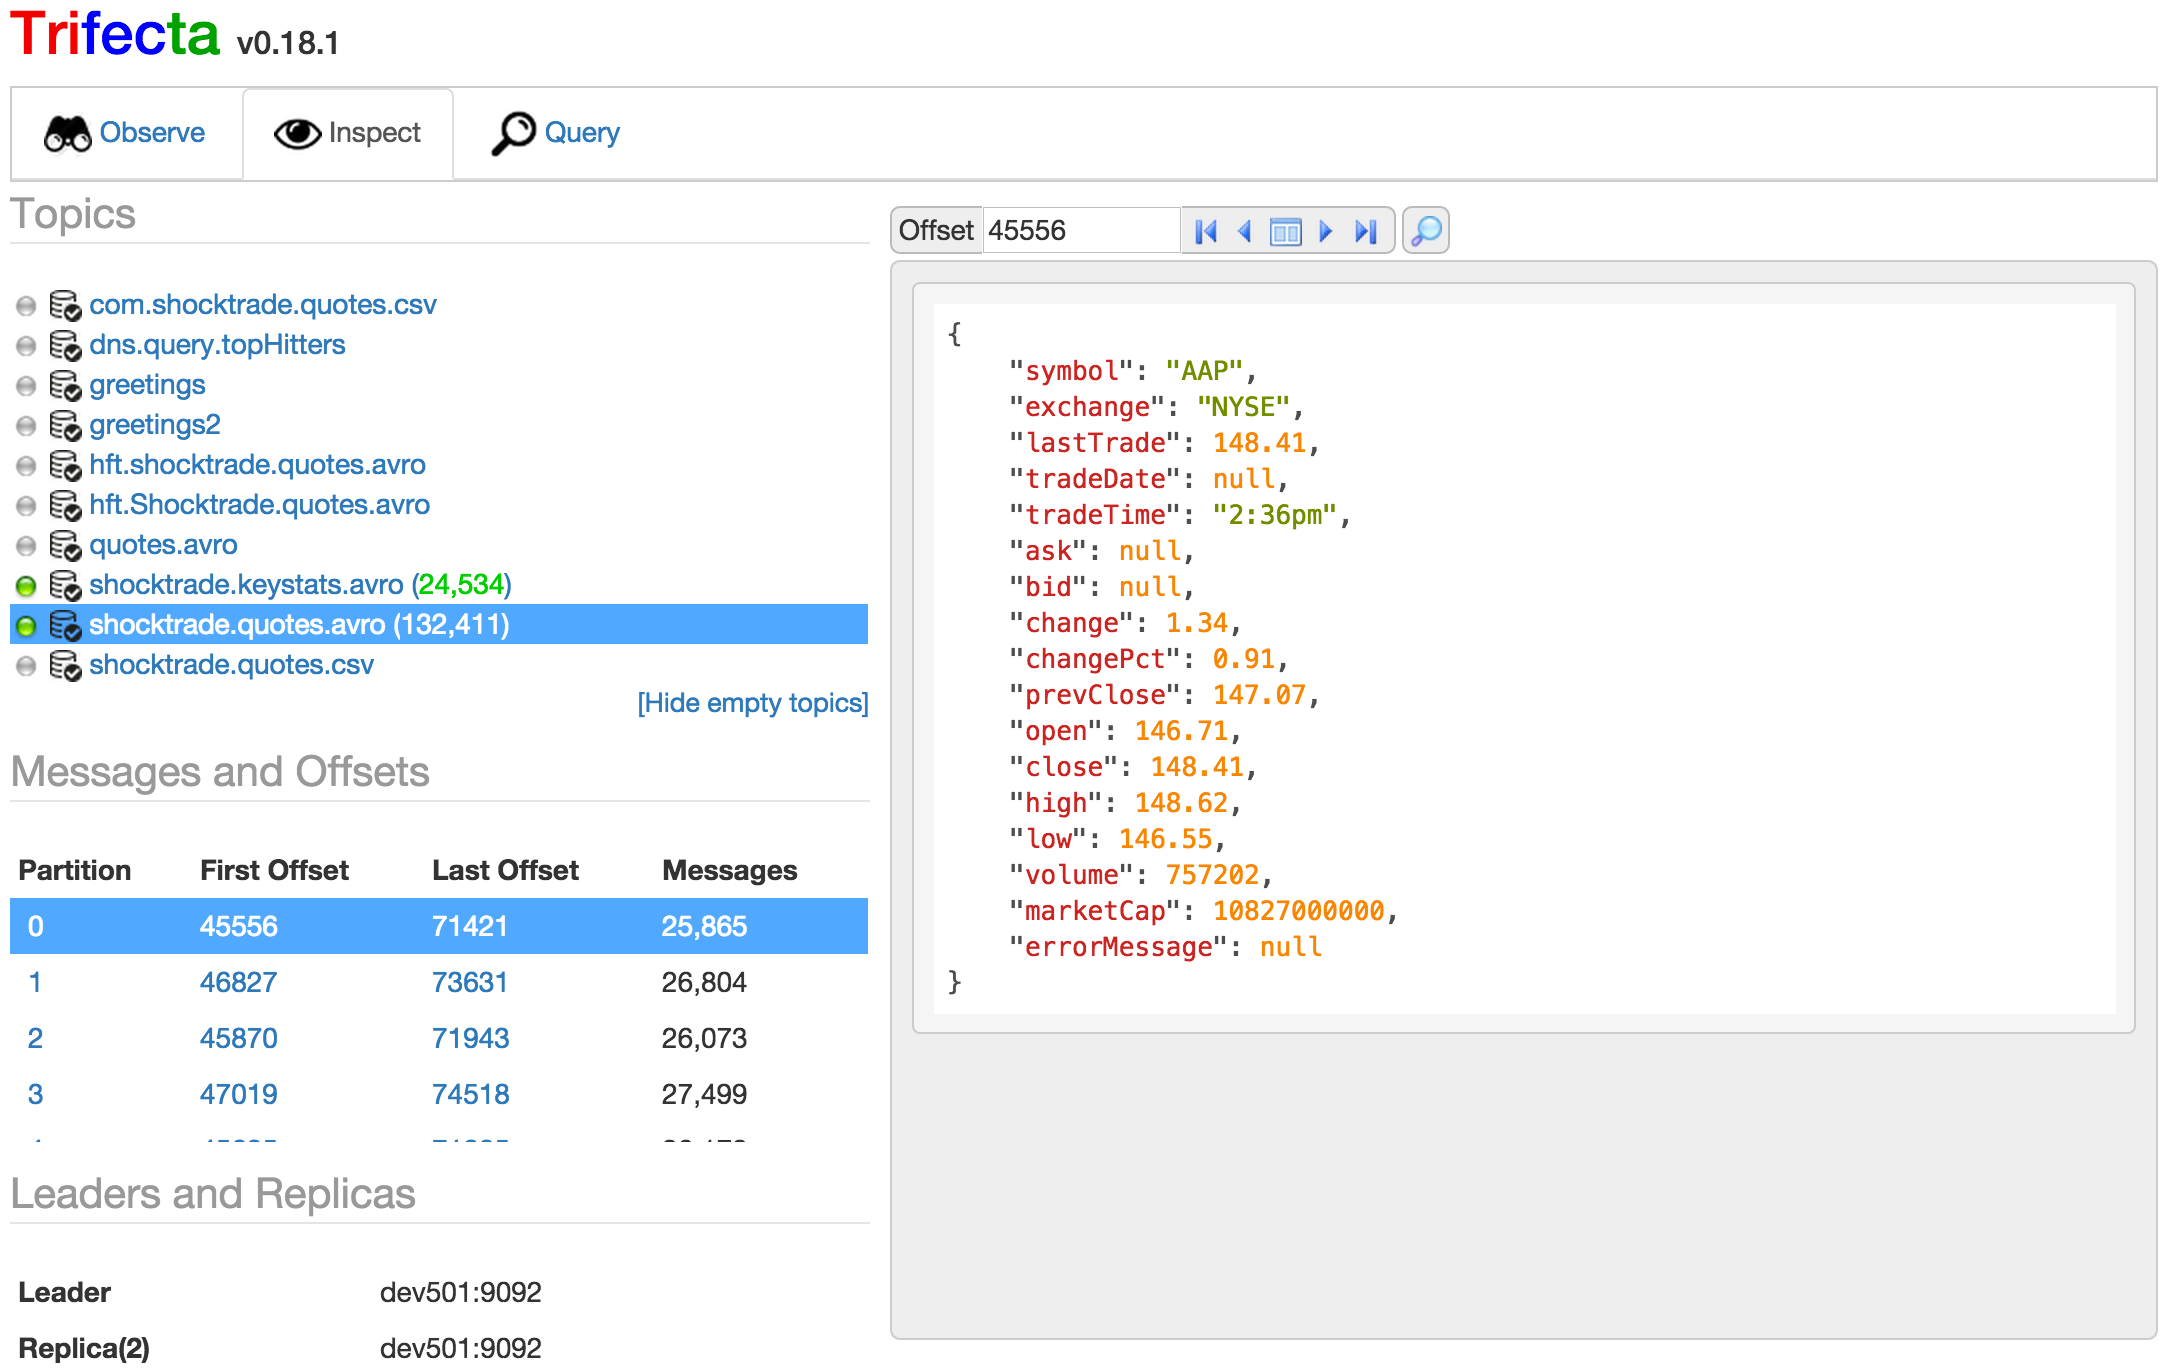 Trifecta v0.18.1
Observe Inspect Query
Topics
com.shocktrade.quotes.csv
dns.query.topHitters
greetings
greetings2
hft.shocktrade.quotes.avro
hft.Shocktrade.quotes.avro
quotes.avro
shocktrade.keystats.avro (24,534)
shocktrade.quotes.avro (132,411)
shocktrade.quotes.csv
[Hide empty topics]
Messages and Offsets
Partition First Offset Last Offset Messages
0 45556 71421 25,865
1 46827 73631 26,804
2 45870 71943 26,073
3 47019 74518 27,499
Leaders and Replicas
Leader dev501:9092
Replica(2) dev501:9092
Offset 45556
{
"symbol": "AAP",
"exchange": "NYSE",
"lastTrade": 148.41,
"tradeDate": null,
"tradeTime": "2:36pm",
"ask": null,
"bid": null,
"change": 1.34,
"changePct": 0.91,
"prevClose": 147.07,
"open": 146.71,
"close": 148.41,
"high": 148.62,
"low": 146.55,
"volume": 757202,
"marketCap": 10827000000,
"errorMessage": null
}